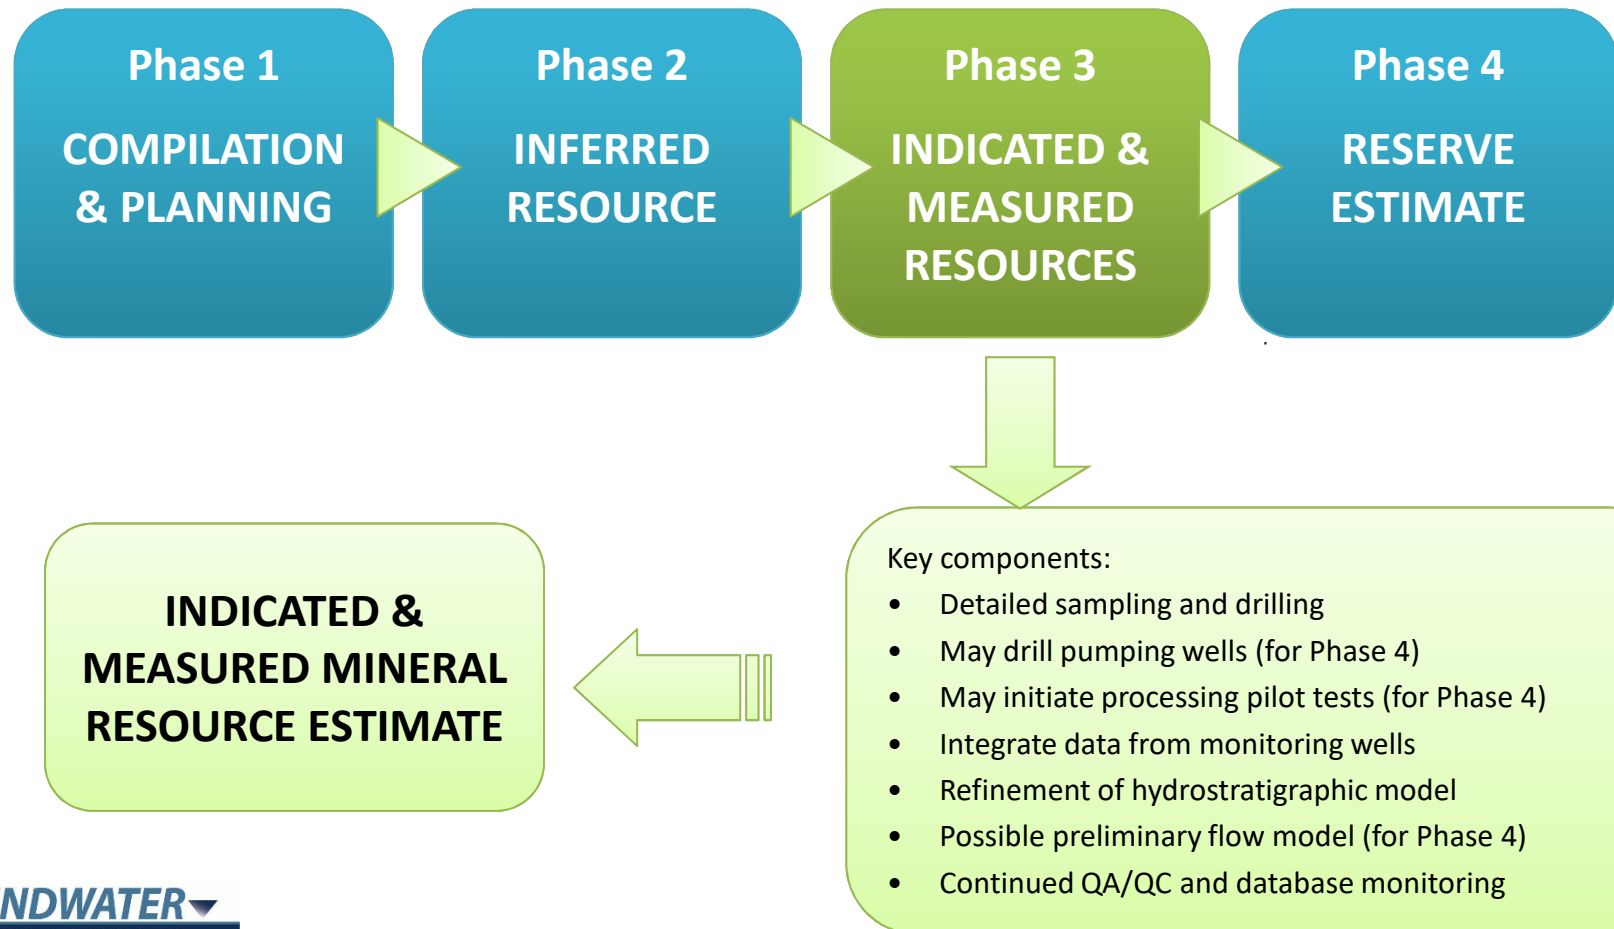 Phase 1
COMPILATION
& PLANNING
Phase 2
INFERRED
RESOURCE
Phase 3
INDICATED &
MEASURED
RESOURCES
Phase 4
RESERVE
ESTIMATE
Key components:
• Detailed sampling and drilling
• May drill pumping wells (for Phase 4)
• May initiate processing pilot tests (for Phase 4)
• Integrate data from monitoring wells
• Refinement of hydrostratigraphic model
• Possible preliminary flow model (for Phase 4)
• Continued QA/QC and database monitoring
INDICATED &
MEASURED MINERAL
RESOURCE ESTIMATE
NDWATER